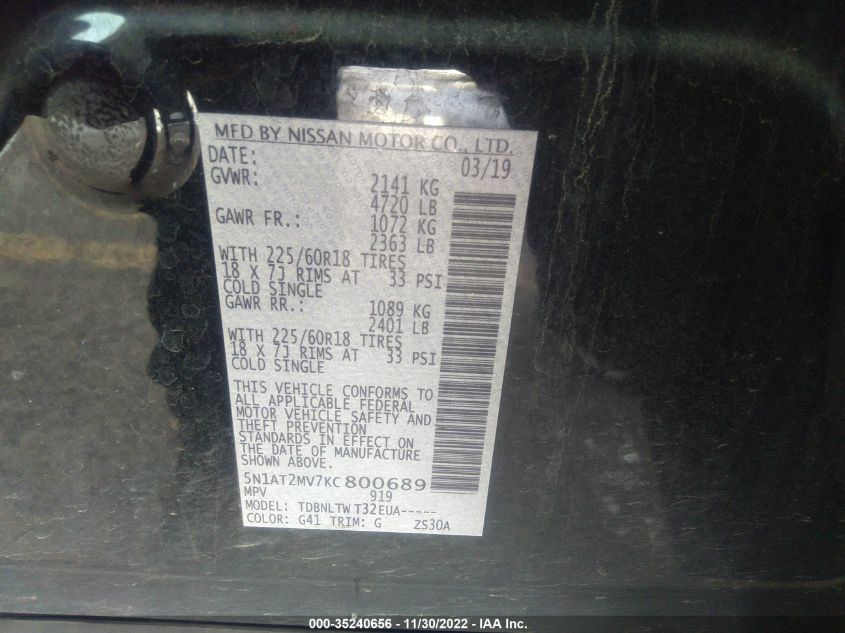 MFD BY NISSAN MOTOR CO., LTD.
DATE: 03/19
GVWR: 2141 KG
4720 LB
GAWR FR.: 1072 KG
2363 LB
WITH 225/60R18 TIRES
18 X 7J RIMS AT 33 PSI
COLD SINGLE
GAWR RR.: 1089 KG
2401 LB
WITH 225/60R18 TIRES
18 X 7J RIMS AT 33 PSI
COLD SINGLE
THIS VEHICLE CONFORMS TO
ALL APPLICABLE FEDERAL
MOTOR VEHICLE SAFETY AND
THEFT PREVENTION
STANDARDS IN EFFECT ON
THE DATE OF MANUFACTURE
SHOWN ABOVE.
5N1AT2MV7KC800689
MPV 919
MODEL: TDBNLTW T32EUA-----
COLOR: G41 TRIM: G ZS30A
000-35240656 - 11/30/2022 - IAA Inc.